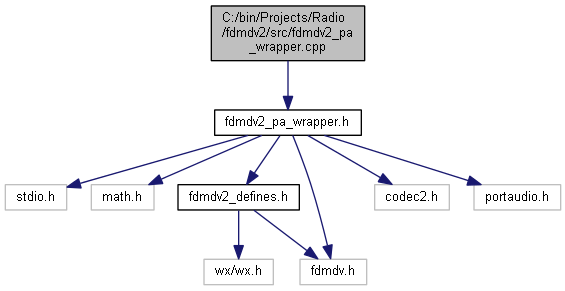 C:/bin/Projects/Radio
/fdmdv2/src/fdmdv2_pa
_wrapper.cpp
fdmdv2_pa_wrapper.h
stdio.h
math.h
fdmdv2_defines.h
codec2.h
portaudio.h
wx/wx.h
fdmdv.h